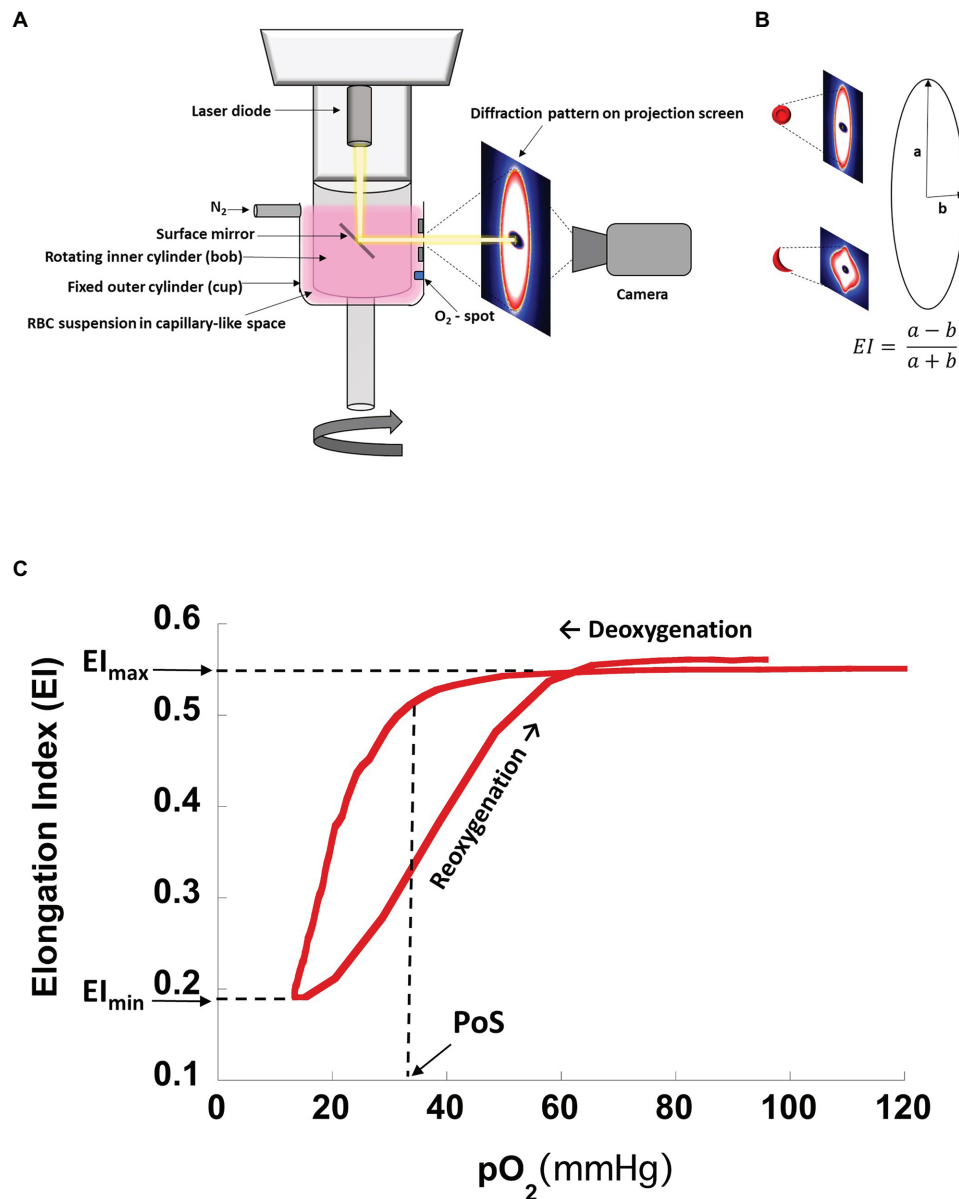 A
Laser diode
Diffraction pattern on projection screen
N2
Surface mirror
Rotating inner cylinder (bob)
Fixed outer cylinder (cup)
RBC suspension in capillary-like space
O2 - spot
Camera
B
a
b
EI = a − b / a + b
C
0.6
0.5
0.4
0.3
0.2
0.1
Elongation Index (EI)
EImax
EImin
← Deoxygenation
Reoxygenation →
PoS
0 20 40 60 80 100 120
pO2 (mmHg)